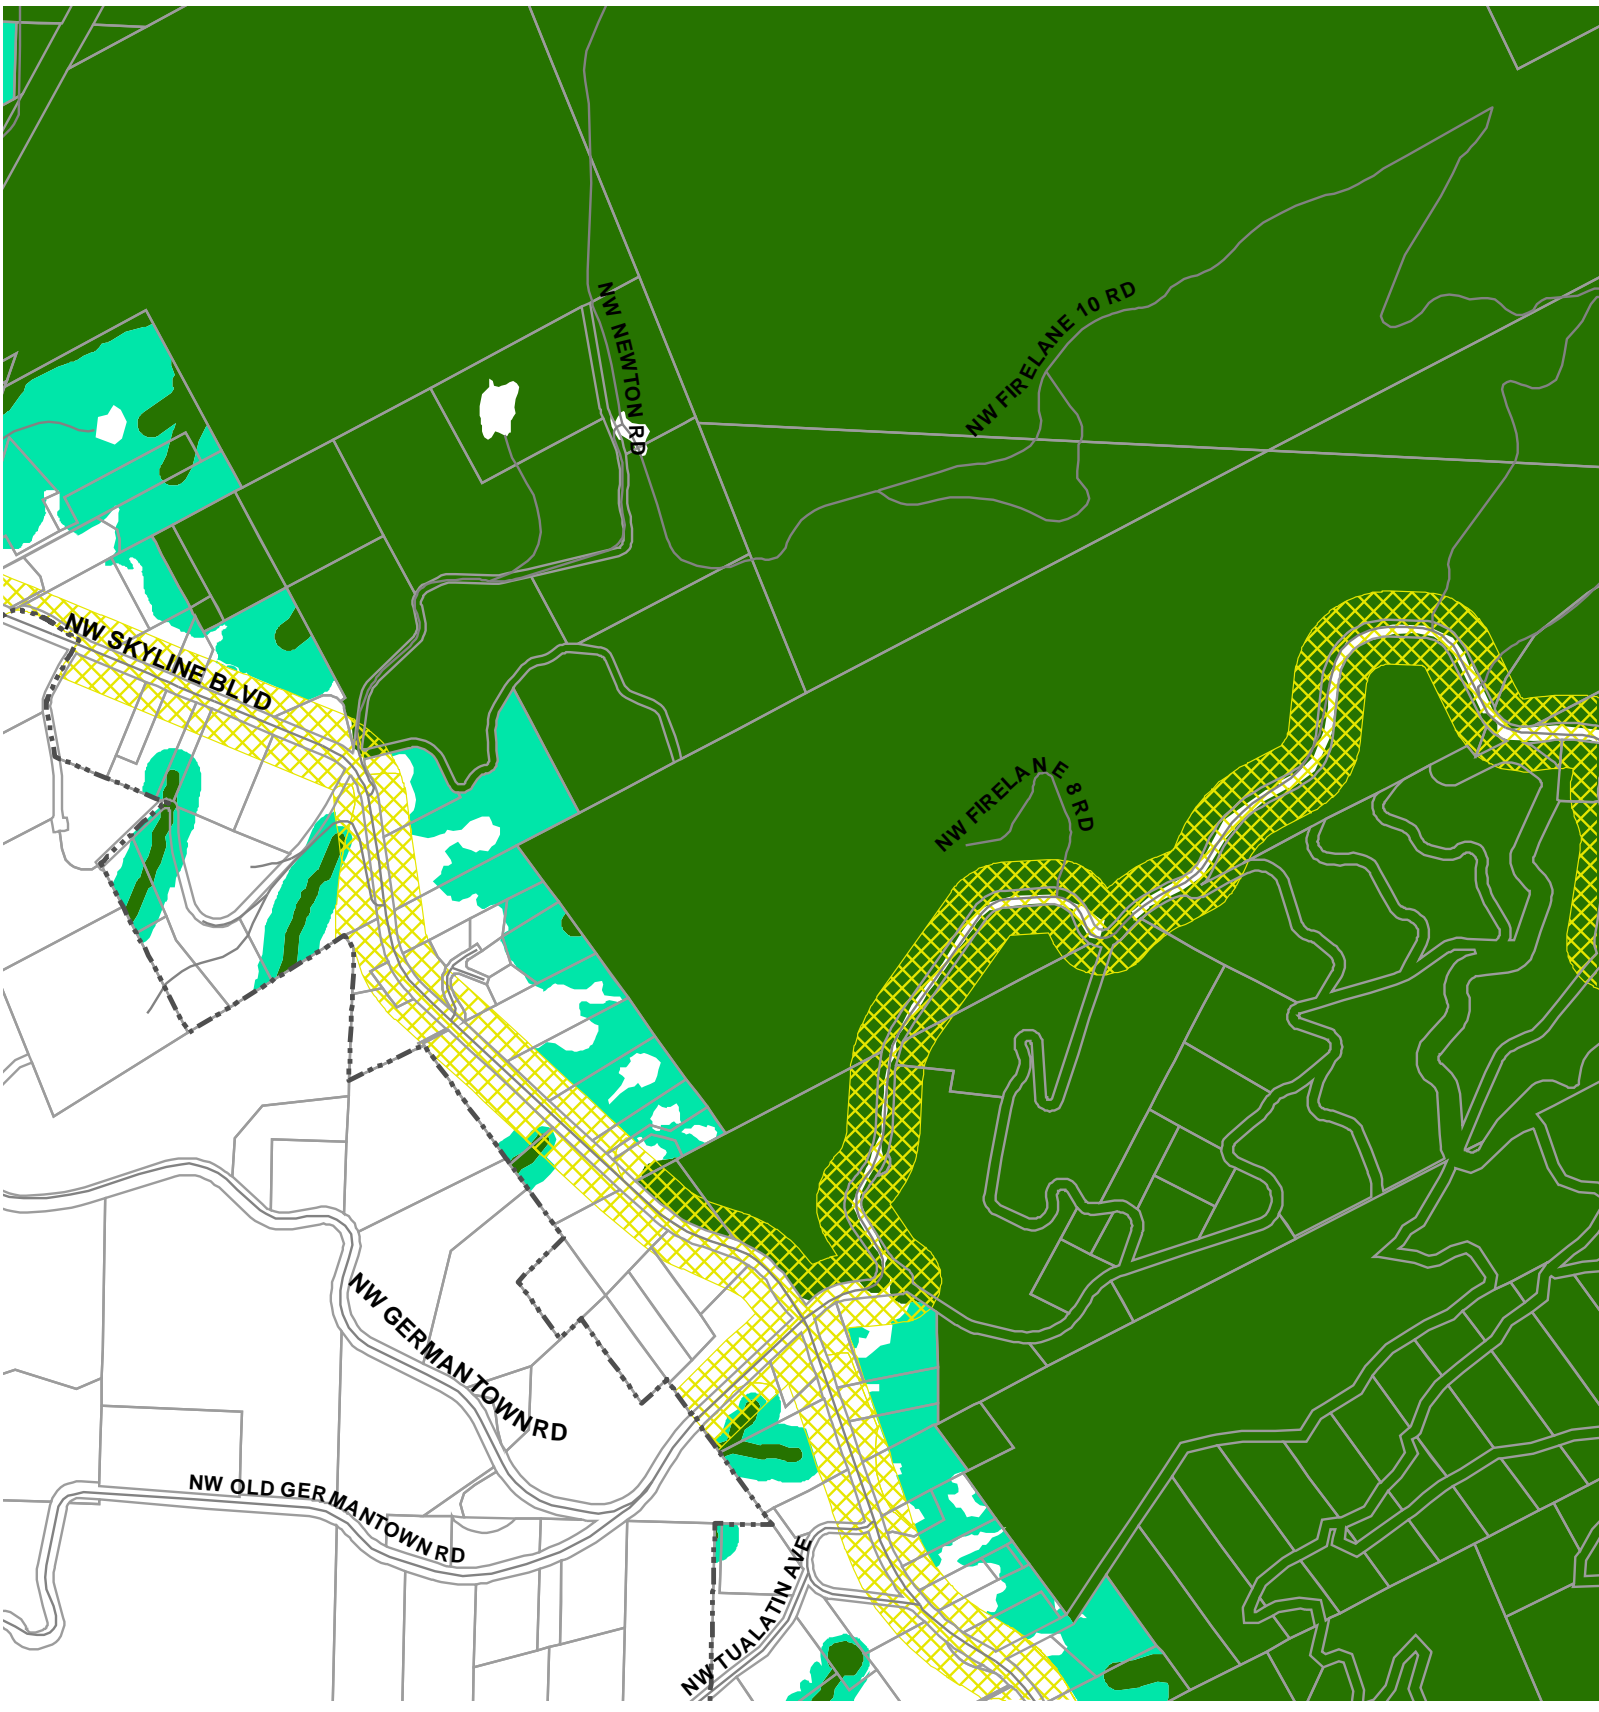 NW NEWTON RD
NW FIRELANE 10 RD
NW SKYLINE BLVD
NW FIRELANE 8 RD
NW GERMANTOWN RD
NW OLD GERMANTOWN RD
NW TUALATIN AVE